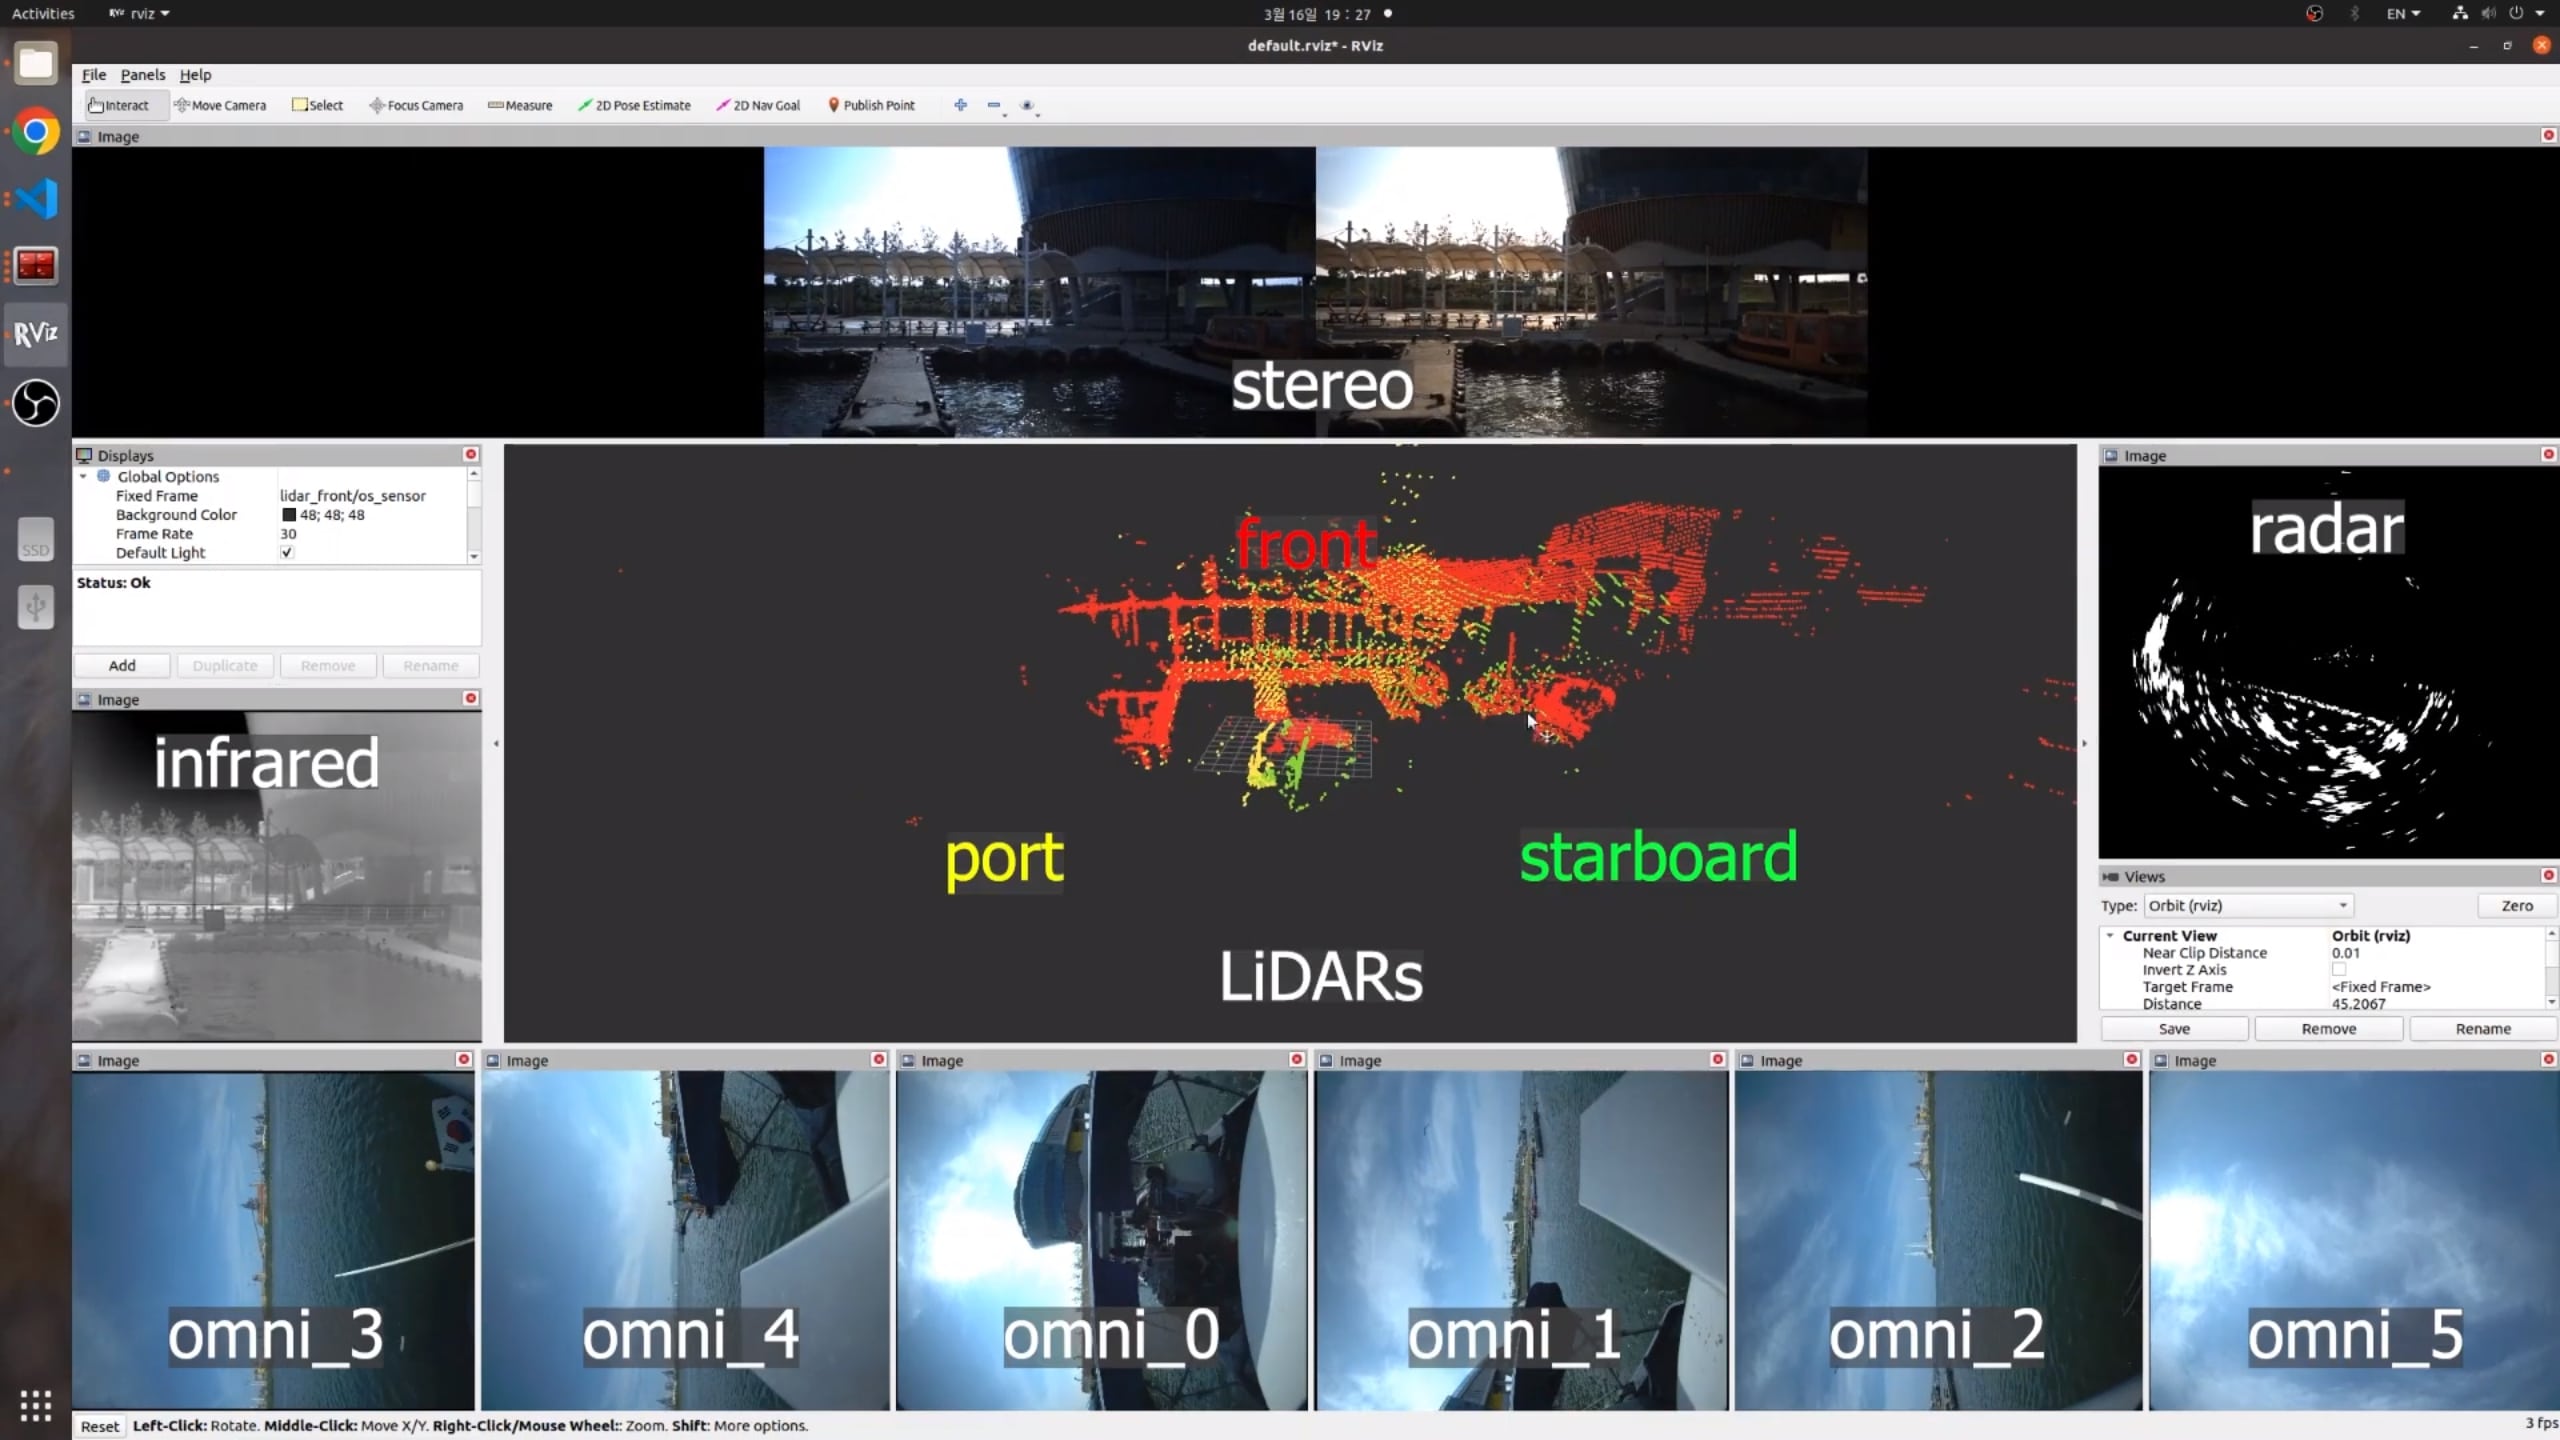 Activities
RViz rviz
3월 16일 19 : 27
EN
default.rviz* - RViz
File Panels Help
Interact Move Camera Select Focus Camera Measure 2D Pose Estimate 2D Nav Goal Publish Point
Image
stereo
Displays
Global Options
Fixed Frame lidar_front/os_sensor
Background Color 48; 48; 48
Frame Rate 30
Default Light
Status: Ok
Add Duplicate Remove Rename
Image
infrared
front
port
starboard
LiDARs
Image
radar
Views
Type: Orbit (rviz) Zero
Current View Orbit (rviz)
Near Clip Distance 0.01
Invert Z Axis
Target Frame <Fixed Frame>
Distance 45.2067
Save Remove Rename
Image Image Image Image Image Image
omni_3 omni_4 omni_0 omni_1 omni_2 omni_5
RViz
SSD
Reset Left-Click: Rotate. Middle-Click: Move X/Y. Right-Click/Mouse Wheel:: Zoom. Shift: More options.
3 fps